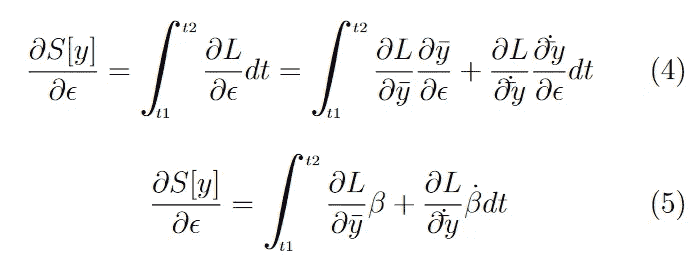 ∂S[y]/∂ϵ = ∫_{t1}^{t2} ∂L/∂ϵ dt = ∫_{t1}^{t2} ∂L/∂ȳ ∂ȳ/∂ϵ + ∂L/∂ẏ̄ ∂ẏ̄/∂ϵ dt (4)
∂S[y]/∂ϵ = ∫_{t1}^{t2} ∂L/∂ȳ β + ∂L/∂ẏ̄ β̇ dt (5)